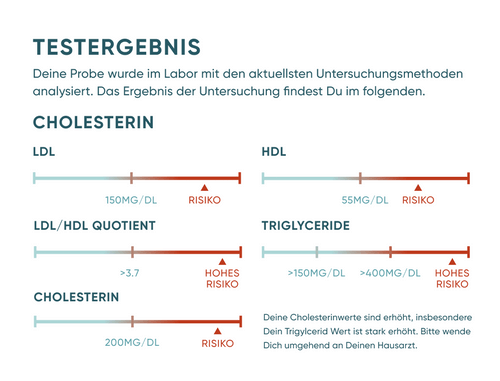 TESTERGEBNIS
Deine Probe wurde im Labor mit den aktuellsten Untersuchungsmethoden
analysiert. Das Ergebnis der Untersuchung findest Du im folgenden.
CHOLESTERIN
LDL
150MG/DL
RISIKO
HDL
55MG/DL
RISIKO
LDL/HDL QUOTIENT
>3.7
HOHES
RISIKO
TRIGLYCERIDE
>150MG/DL
>400MG/DL
HOHES
RISIKO
CHOLESTERIN
200MG/DL
RISIKO
Deine Cholesterinwerte sind erhöht, insbesondere
Dein Trigylcerid Wert ist stark erhöht. Bitte wende
Dich umgehend an Deinen Hausarzt.